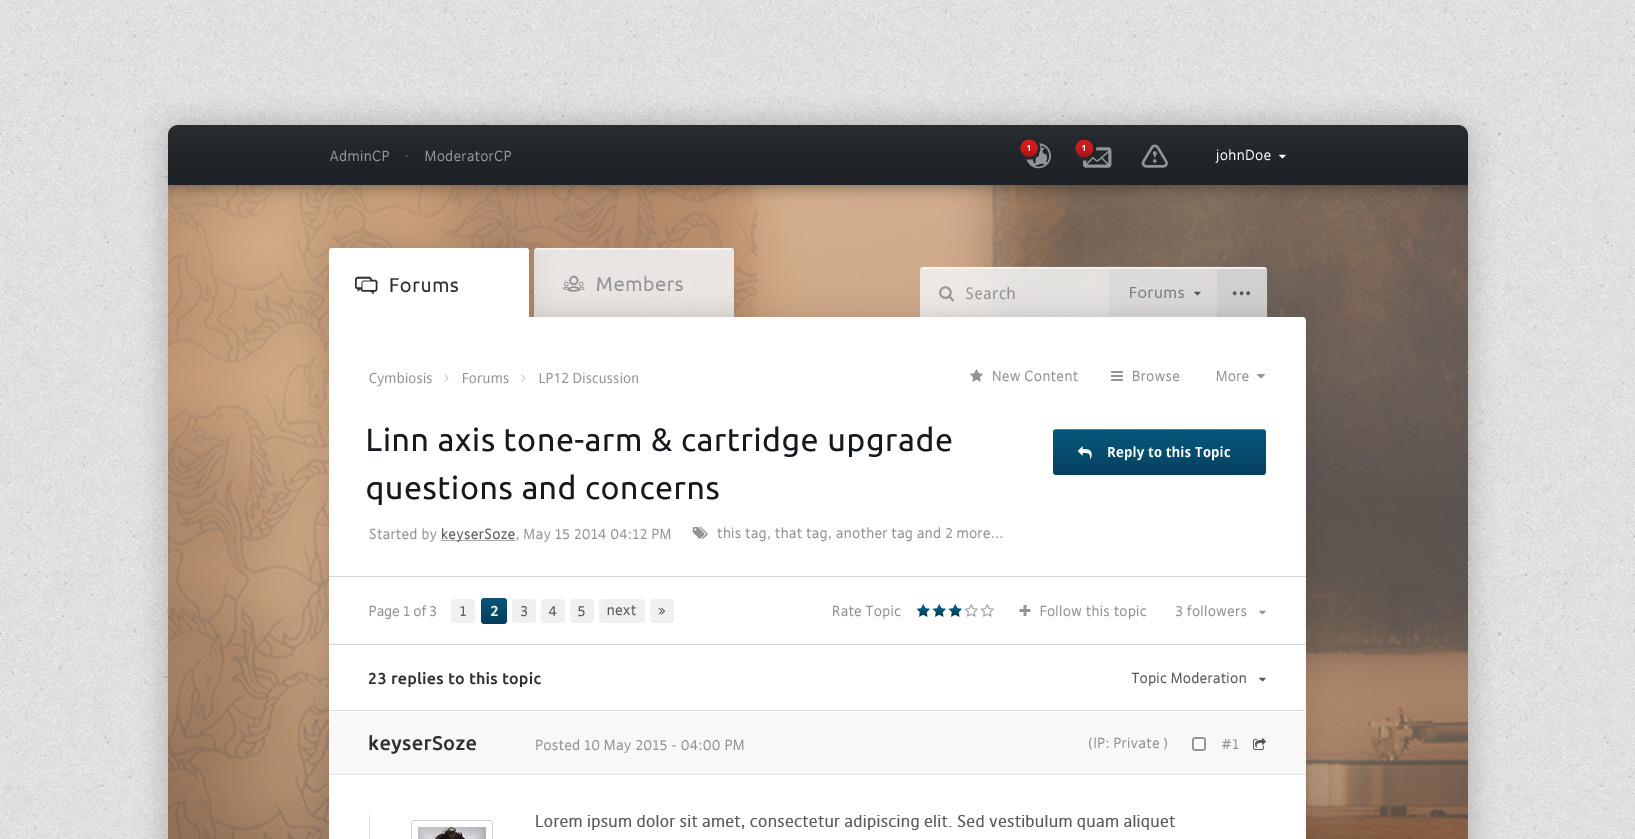 AdminCP · ModeratorCP
1
1
johnDoe
Forums
Members
Search
Forums
Cymbiosis › Forums › LP12 Discussion
New Content
Browse
More
Linn axis tone-arm & cartridge upgrade
questions and concerns
Reply to this Topic
Started by keyserSoze, May 15 2014 04:12 PM
this tag, that tag, another tag and 2 more...
Page 1 of 3 1 2 3 4 5 next »
Rate Topic
Follow this topic
3 followers
23 replies to this topic
Topic Moderation
keyserSoze
Posted 10 May 2015 - 04:00 PM
(IP: Private )
#1
Lorem ipsum dolor sit amet, consectetur adipiscing elit. Sed vestibulum quam aliquet